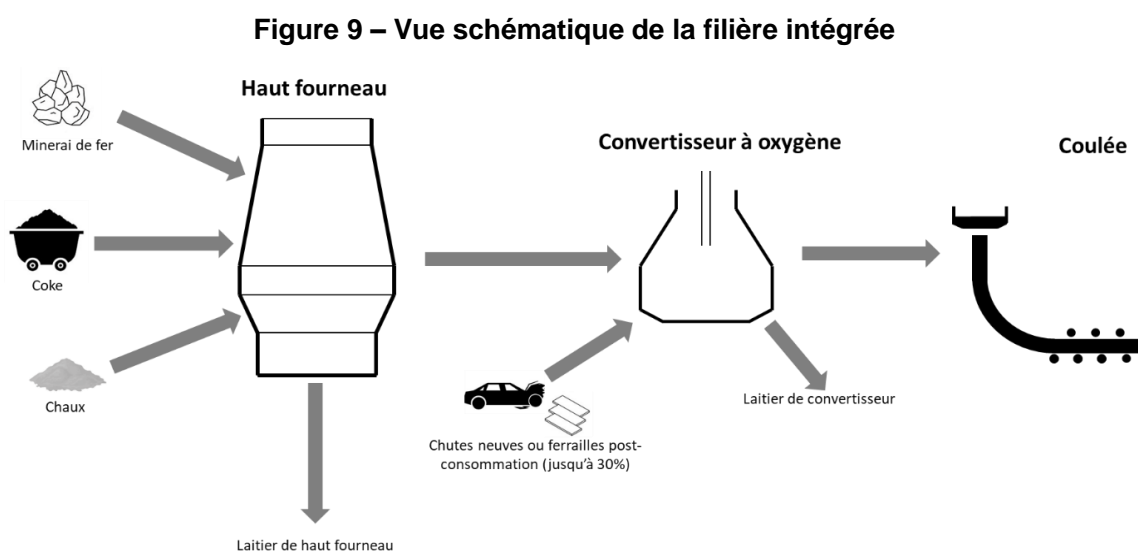 Figure 9 – Vue schématique de la filière intégrée
Haut fourneau
Minerai de fer
Convertisseur à oxygène
Coulée
Coke
Chaux
Chutes neuves ou ferrailles post-
consommation (jusqu'à 30%)
Laitier de convertisseur
Laitier de haut fourneau